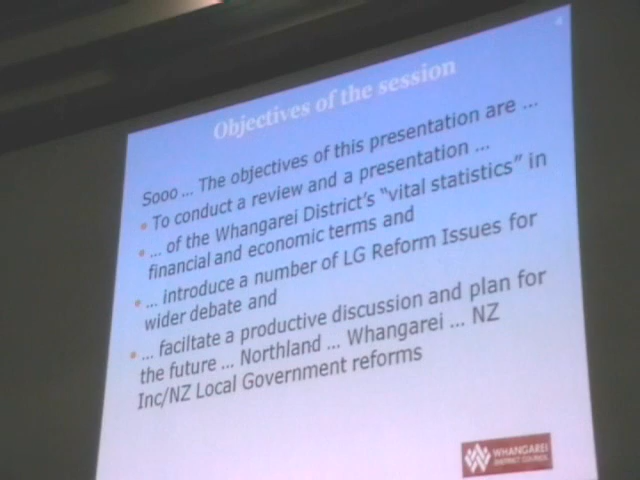 4
Objectives of the session
Sooo ... The objectives of this presentation are ...
To conduct a review and a presentation ...
... of the Whangarei District's "vital statistics" in
financial and economic terms and
... introduce a number of LG Reform Issues for
wider debate and
... faciltate a productive discussion and plan for
the future ... Northland ... Whangarei ... NZ
Inc/NZ Local Government reforms
WHANGAREI
DISTRICT COUNCIL